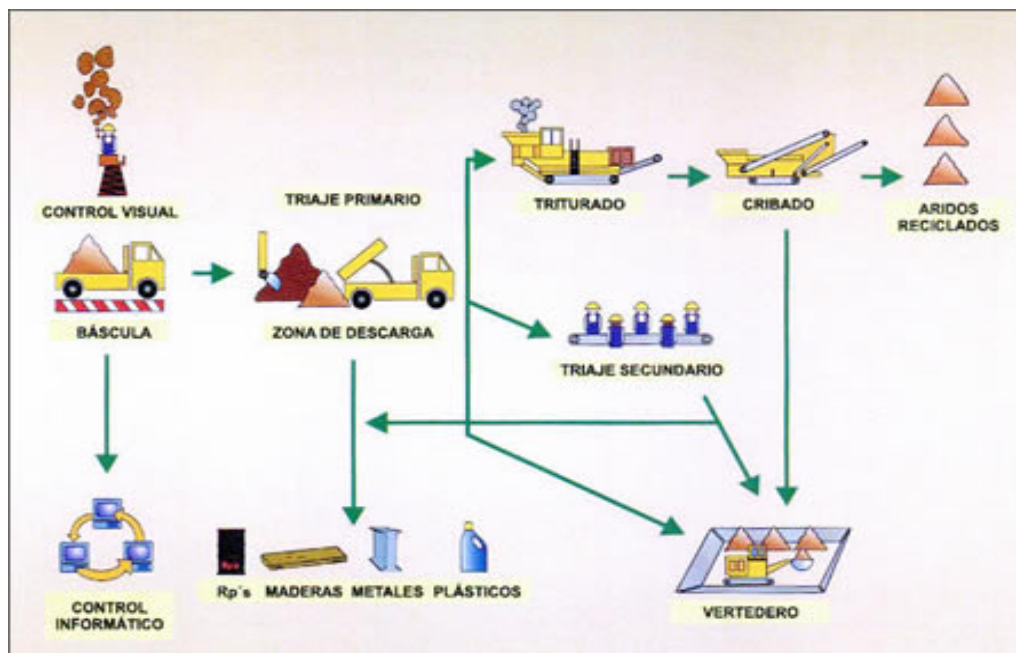 CONTROL VISUAL
TRIAJE PRIMARIO
TRITURADO
CRIBADO
ARIDOS
RECICLADOS
BÁSCULA
ZONA DE DESCARGA
TRIAJE SECUNDARIO
Rp's
Rp´s MADERAS METALES PLÁSTICOS
CONTROL
INFORMÁTICO
VERTEDERO